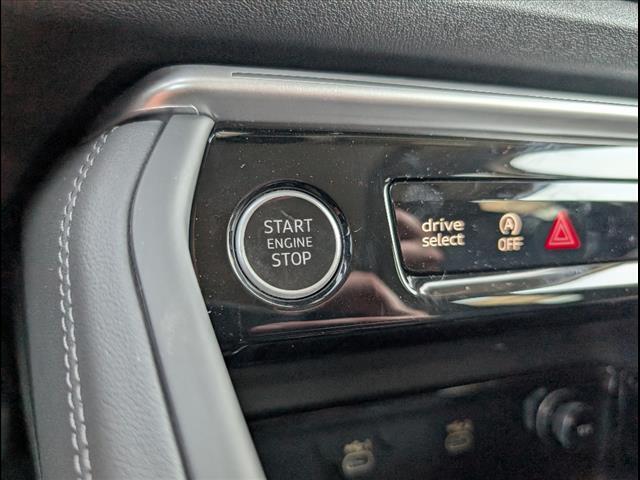 START
ENGINE
STOP
drive
select
A
OFF